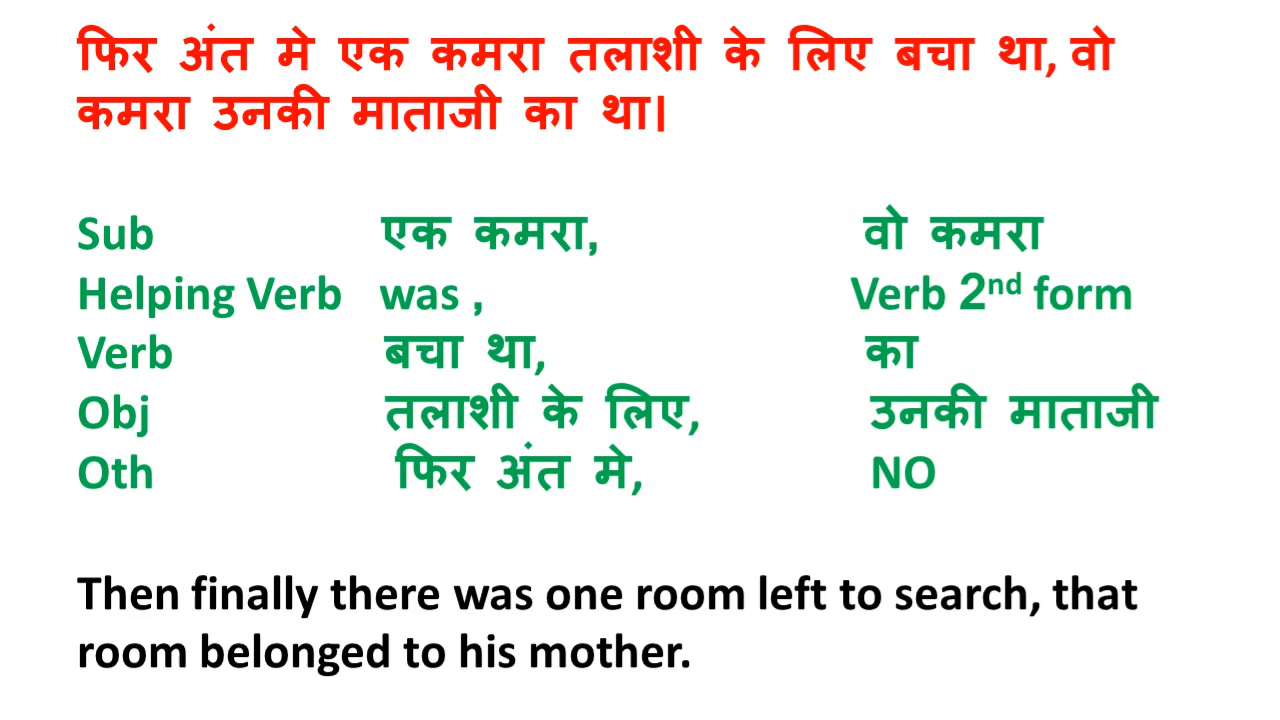 फिर अंत मे एक कमरा तलाशी के लिए बचा था, वो
कमरा उनकी माताजी का था।
Sub एक कमरा, वो कमरा
Helping Verb was , Verb 2nd form
Verb बचा था, का
Obj तलाशी के लिए, उनकी माताजी
Oth फिर अंत मे, NO
Then finally there was one room left to search, that
room belonged to his mother.